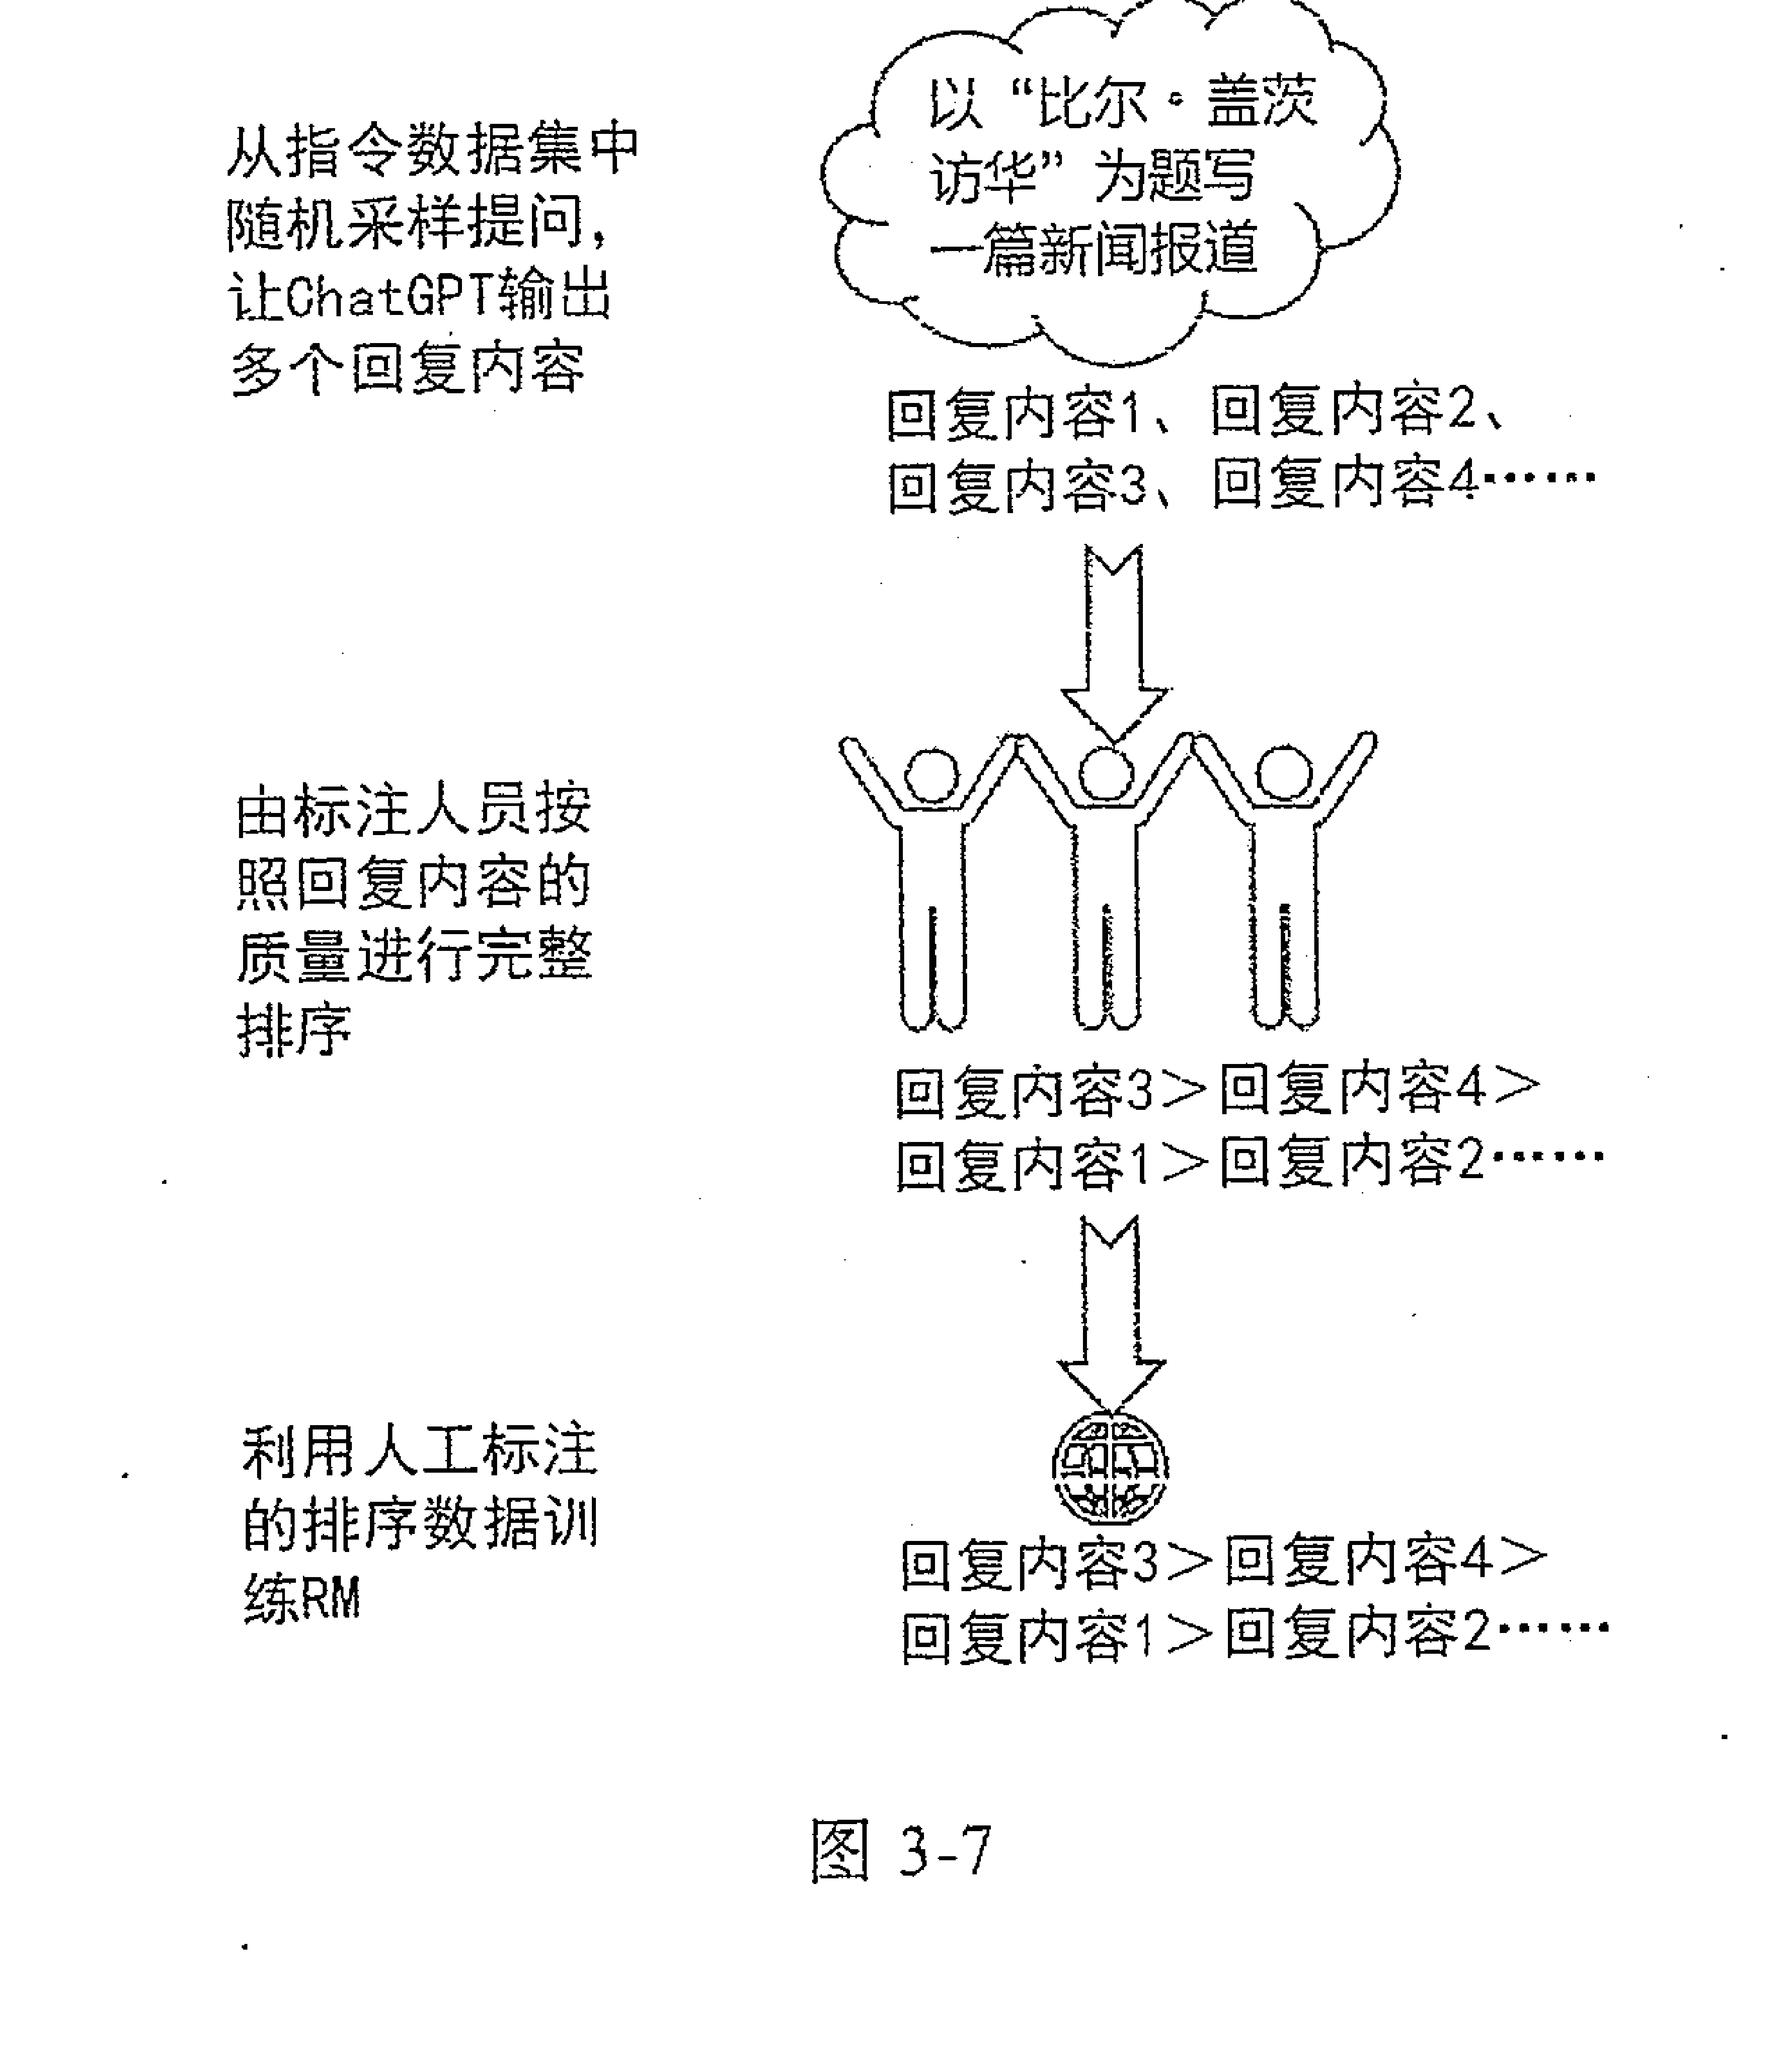 从指令数据集中
随机采样提问，
让ChatGPT输出
多个回复内容
以“比尔·盖茨
访华”为题写
一篇新闻报道
回复内容1、回复内容2、
回复内容3、回复内容4……
由标注人员按
照回复内容的
质量进行完整
排序
回复内容3>回复内容4>
回复内容1>回复内容2……
利用人工标注
的排序数据训
练RM
回复内容3>回复内容4>
回复内容1>回复内容2……
图 3-7